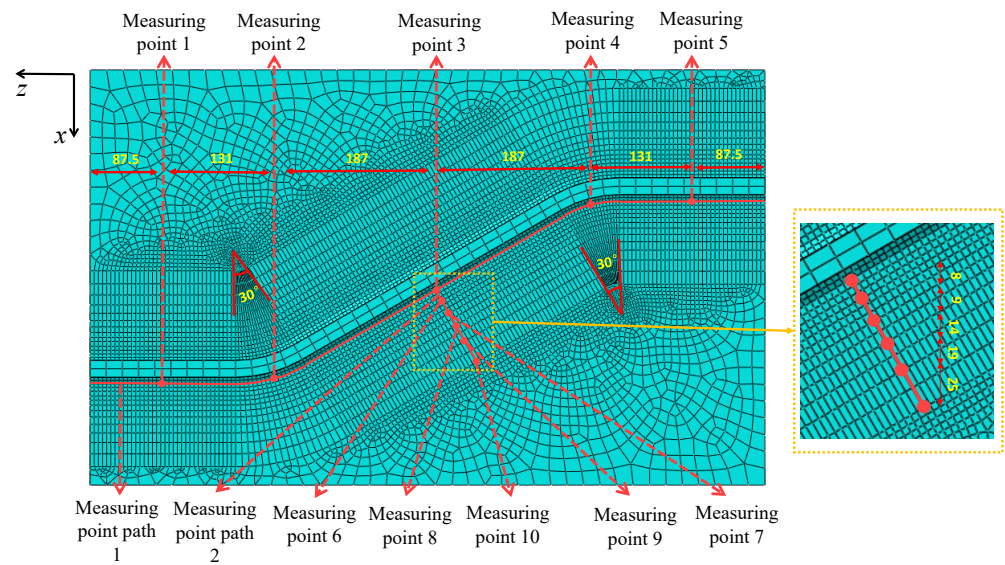 Measuring
point 1
Measuring
point 2
Measuring
point 3
Measuring
point 4
Measuring
point 5
z
x
87.5
131
187
187
131
87.5
30°
30°
8
9
14
19
25
Measuring
point path
1
Measuring
point path
2
Measuring
point 6
Measuring
point 8
Measuring
point 10
Measuring
point 9
Measuring
point 7